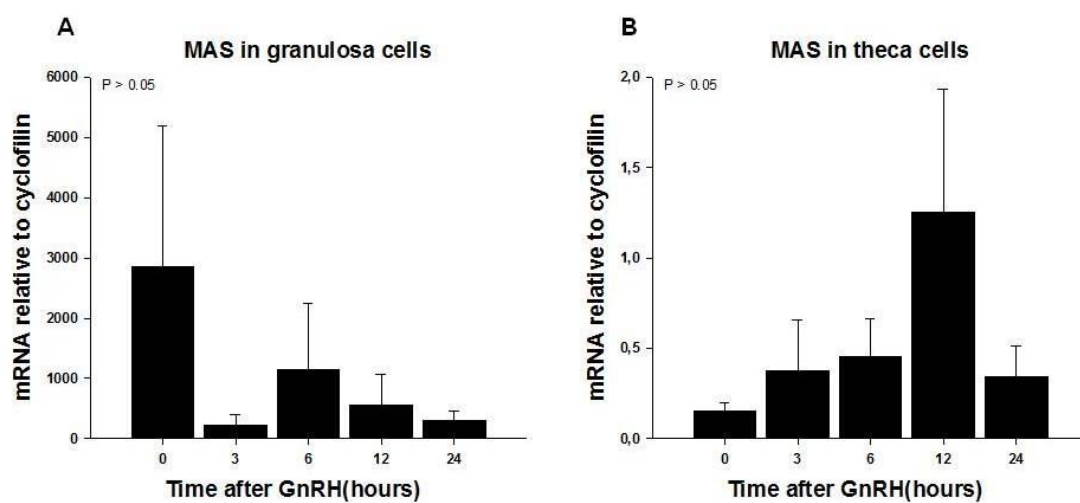 A
MAS in granulosa cells
P > 0.05
6000
5000
4000
3000
2000
1000
0
mRNA relative to cyclofilin
0 3 6 12 24
Time after GnRH(hours)
B
MAS in theca cells
P > 0.05
2,0
1,5
1,0
0,5
0,0
mRNA relative to cyclofilin
0 3 6 12 24
Time after GnRH(hours)